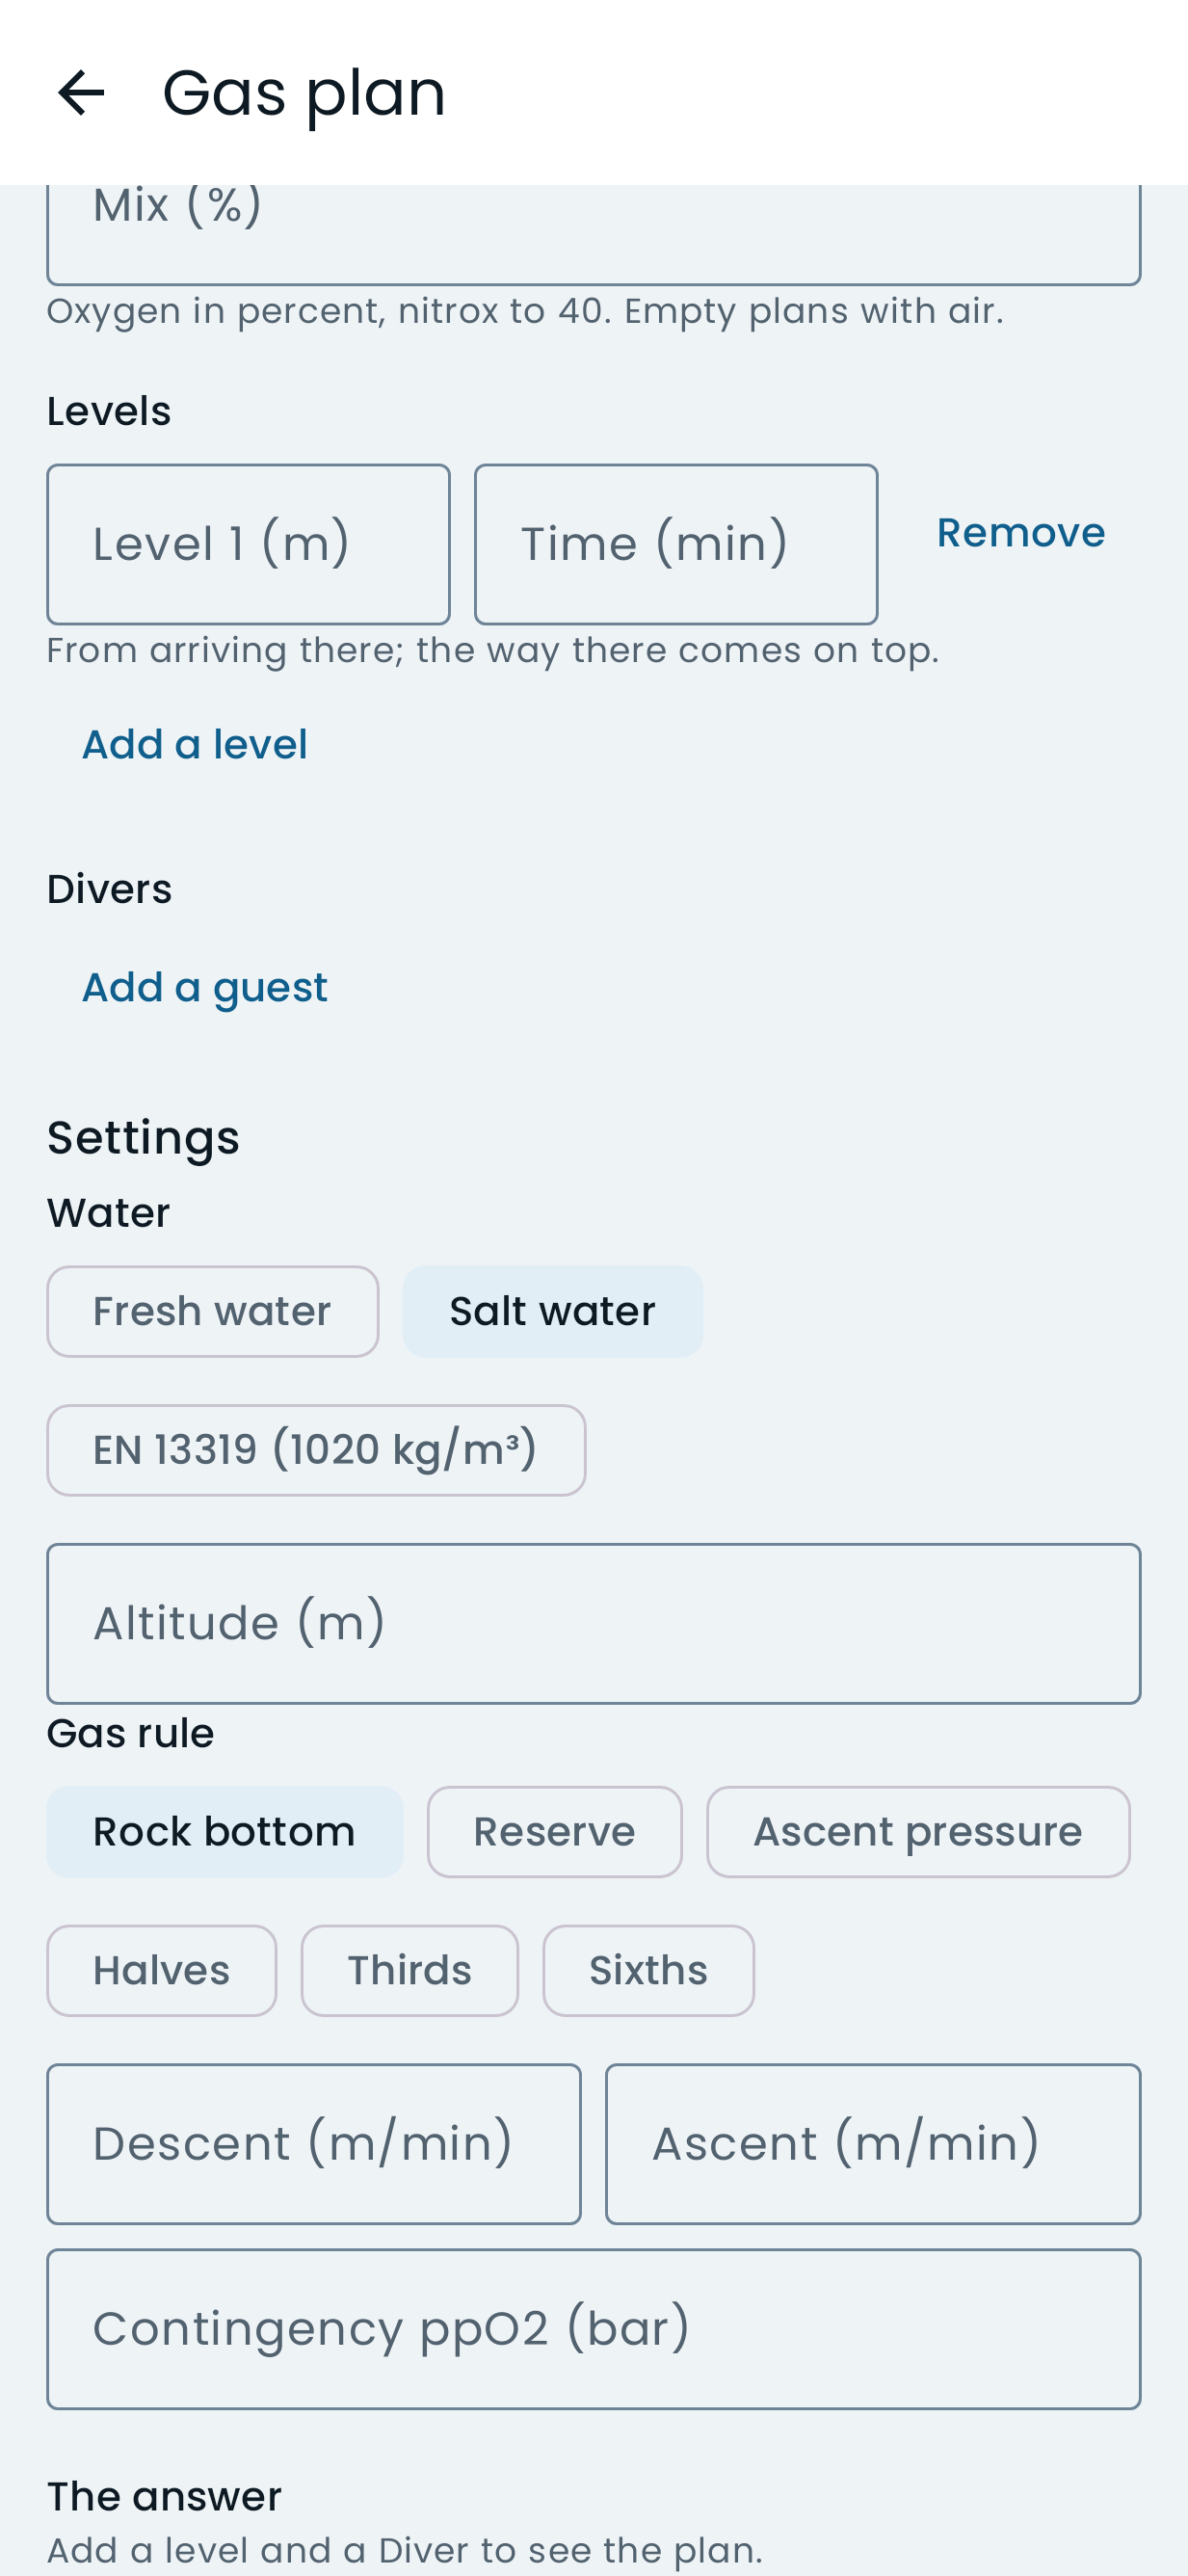 Gas plan
Mix (%)
Oxygen in percent, nitrox to 40. Empty plans with air.
Levels
Level 1 (m) Time (min) Remove
From arriving there; the way there comes on top.
Add a level
Divers
Add a guest
Settings
Water
Fresh water Salt water
EN 13319 (1020 kg/m³)
Altitude (m)
Gas rule
Rock bottom Reserve Ascent pressure
Halves Thirds Sixths
Descent (m/min) Ascent (m/min)
Contingency ppO2 (bar)
The answer
Add a level and a Diver to see the plan.